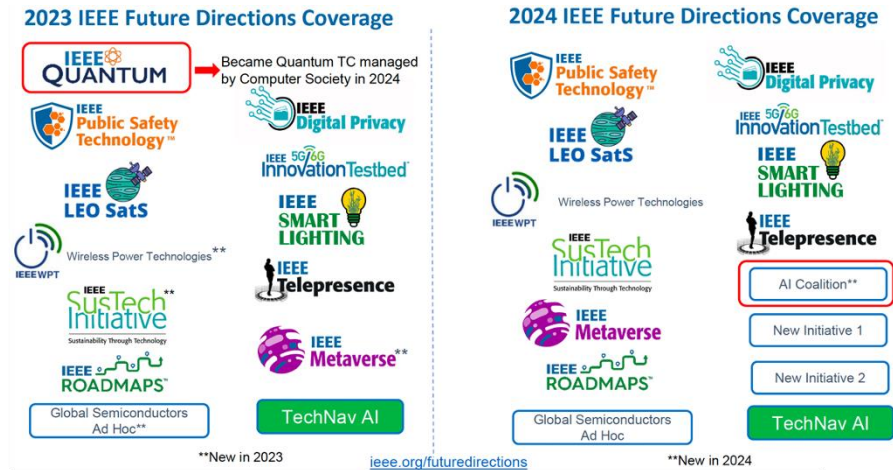 2023 IEEE Future Directions Coverage
IEEE
QUANTUM
Became Quantum TC managed
by Computer Society in 2024
IEEE
Public Safety
Technology™
IEEE
Digital Privacy
IEEE
LEO SatS
IEEE 5G/6G
InnovationTestbed
IEEE
SMART
LIGHTING
IEEEWPT
Wireless Power Technologies**
IEEE
SusTech**
Initiative
Sustainability Through Technology
IEEE
Telepresence
IEEE
Metaverse**
IEEE
ROADMAPS™
Global Semiconductors
Ad Hoc**
TechNav AI
**New in 2023
ieee.org/futuredirections
2024 IEEE Future Directions Coverage
IEEE
Public Safety
Technology™
IEEE
Digital Privacy
IEEE
LEO SatS
IEEE 5G/6G
InnovationTestbed
IEEE
SMART
LIGHTING
IEEEWPT
Wireless Power Technologies
IEEE
Telepresence
IEEE
SusTech
Initiative
Sustainability Through Technology
AI Coalition**
IEEE
Metaverse
New Initiative 1
IEEE
ROADMAPS™
New Initiative 2
Global Semiconductors
Ad Hoc
TechNav AI
**New in 2024